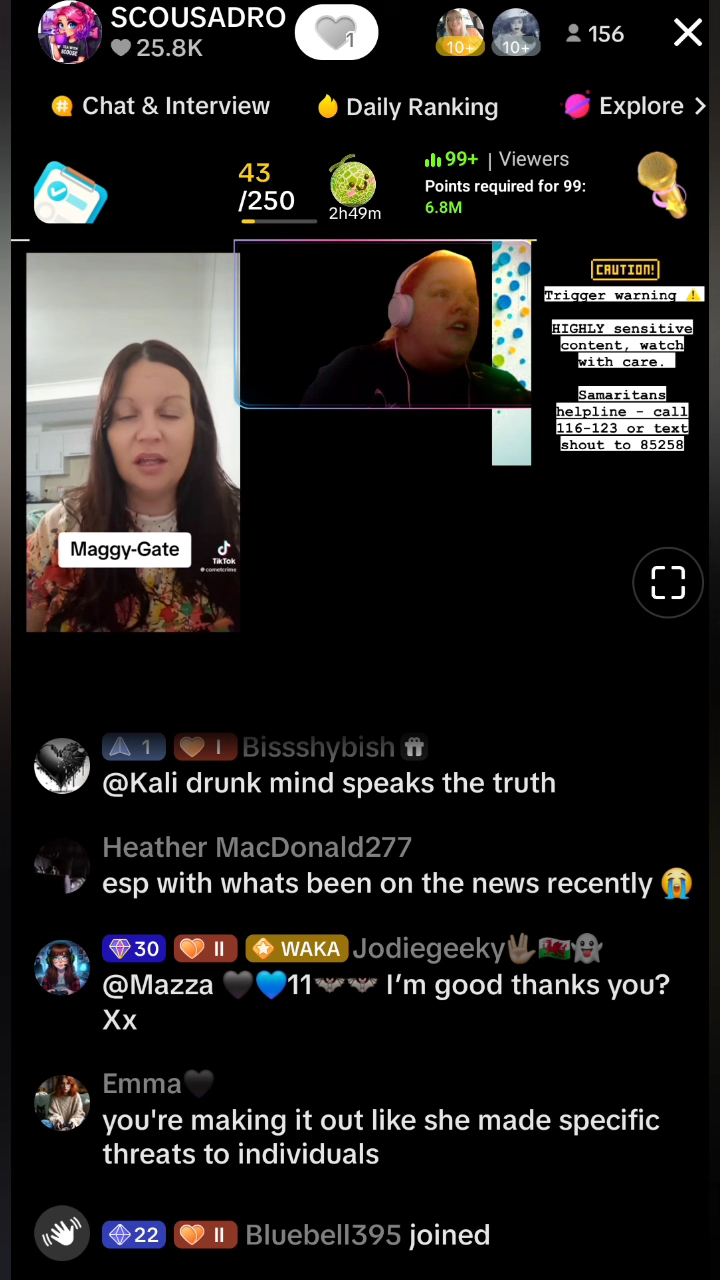 SCOUSADRO
25.8K
1
10+
10+
156
Chat & Interview
Daily Ranking
Explore >
43
/250
2h49m
99+ | Viewers
Points required for 99:
6.8M
CAUTION!
Trigger warning ⚠️
HIGHLY sensitive
content, watch
with care.
Samaritans
helpline - call
116-123 or text
shout to 85258
Maggy-Gate
TikTok
@cometcrime
1 I Bissshybish
@Kali drunk mind speaks the truth
Heather MacDonald277
esp with whats been on the news recently 😭
30 II WAKA Jodiegeeky🖖🏻🏴󠁧󠁢󠁷󠁬󠁳󠁿👻
@Mazza 🖤💙11🦇🦇 I’m good thanks you?
Xx
Emma🖤
you're making it out like she made specific
threats to individuals
22 II Bluebell395 joined